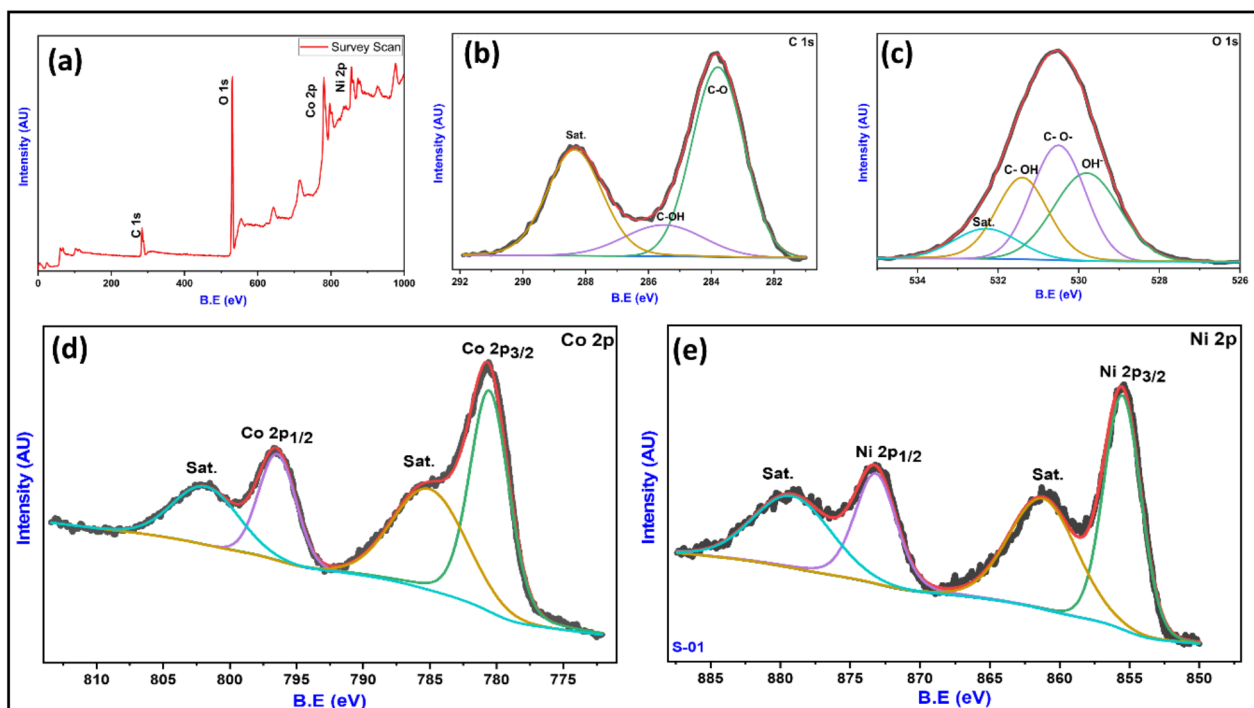 (a)
Survey Scan
C 1s
O 1s
Co 2p
Ni 2p
Intensity (AU)
0 200 400 600 800 1000
B.E (eV)
(b)
C 1s
Sat.
C-OH
C-O
Intensity (AU)
292 290 288 286 284 282
B.E (eV)
(c)
O 1s
Sat.
C- OH
C- O-
OH-
Intensity (AU)
534 532 530 528 526
B.E (eV)
(d)
Co 2p
Sat.
Co 2p1/2
Sat.
Co 2p3/2
Intensity (AU)
810 805 800 795 790 785 780 775
B.E (eV)
(e)
Ni 2p
Sat.
Ni 2p1/2
Sat.
Ni 2p3/2
Intensity (AU)
S-01
885 880 875 870 865 860 855 850
B.E (eV)